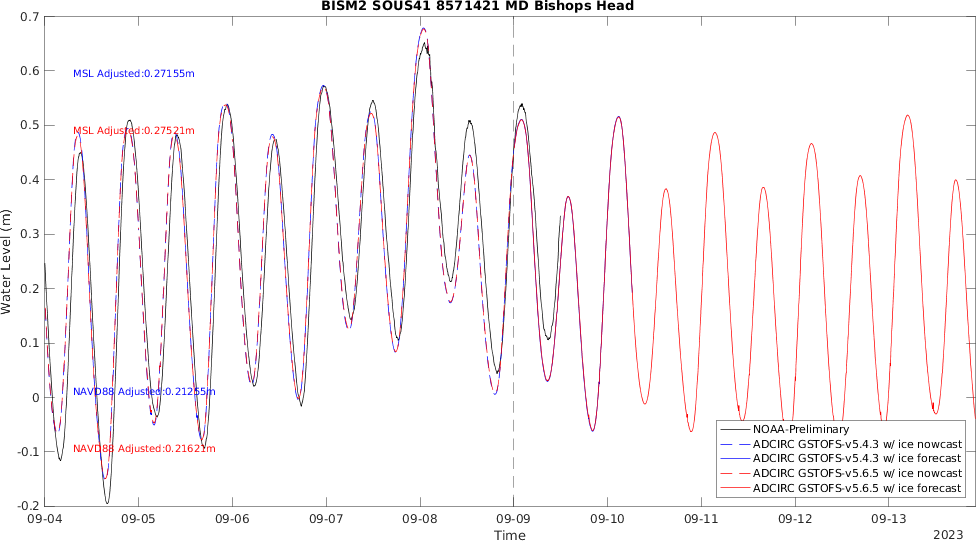 BISM2 SOUS41 8571421 MD Bishops Head
0.7
0.6
0.5
0.4
0.3
0.2
0.1
0
-0.1
-0.2
Water Level (m)
MSL Adjusted:0.27155m
MSL Adjusted:0.27521m
NAVD88 Adjusted:0.21255m
NAVD88 Adjusted:0.21621m
NOAA-Preliminary
ADCIRC GSTOFS-v5.4.3 w/ ice nowcast
ADCIRC GSTOFS-v5.4.3 w/ ice forecast
ADCIRC GSTOFS-v5.6.5 w/ ice nowcast
ADCIRC GSTOFS-v5.6.5 w/ ice forecast
09-04 09-05 09-06 09-07 09-08 09-09 09-10 09-11 09-12 09-13
Time
2023